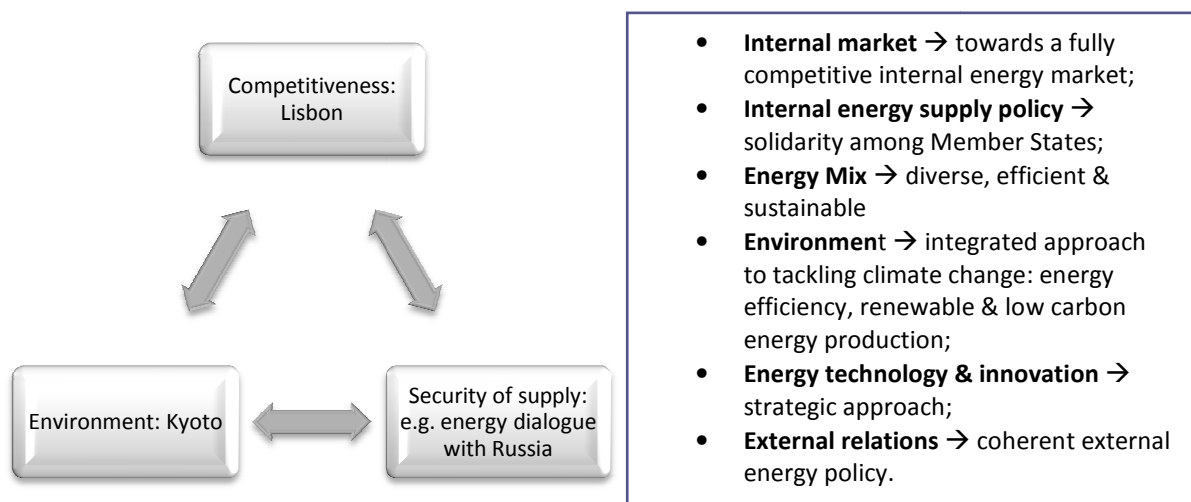 Competitiveness:
Lisbon
Environment: Kyoto
Security of supply:
e.g. energy dialogue
with Russia
• Internal market → towards a fully
competitive internal energy market;
• Internal energy supply policy →
solidarity among Member States;
• Energy Mix → diverse, efficient &
sustainable
• Environment → integrated approach
to tackling climate change: energy
efficiency, renewable & low carbon
energy production;
• Energy technology & innovation →
strategic approach;
• External relations → coherent external
energy policy.